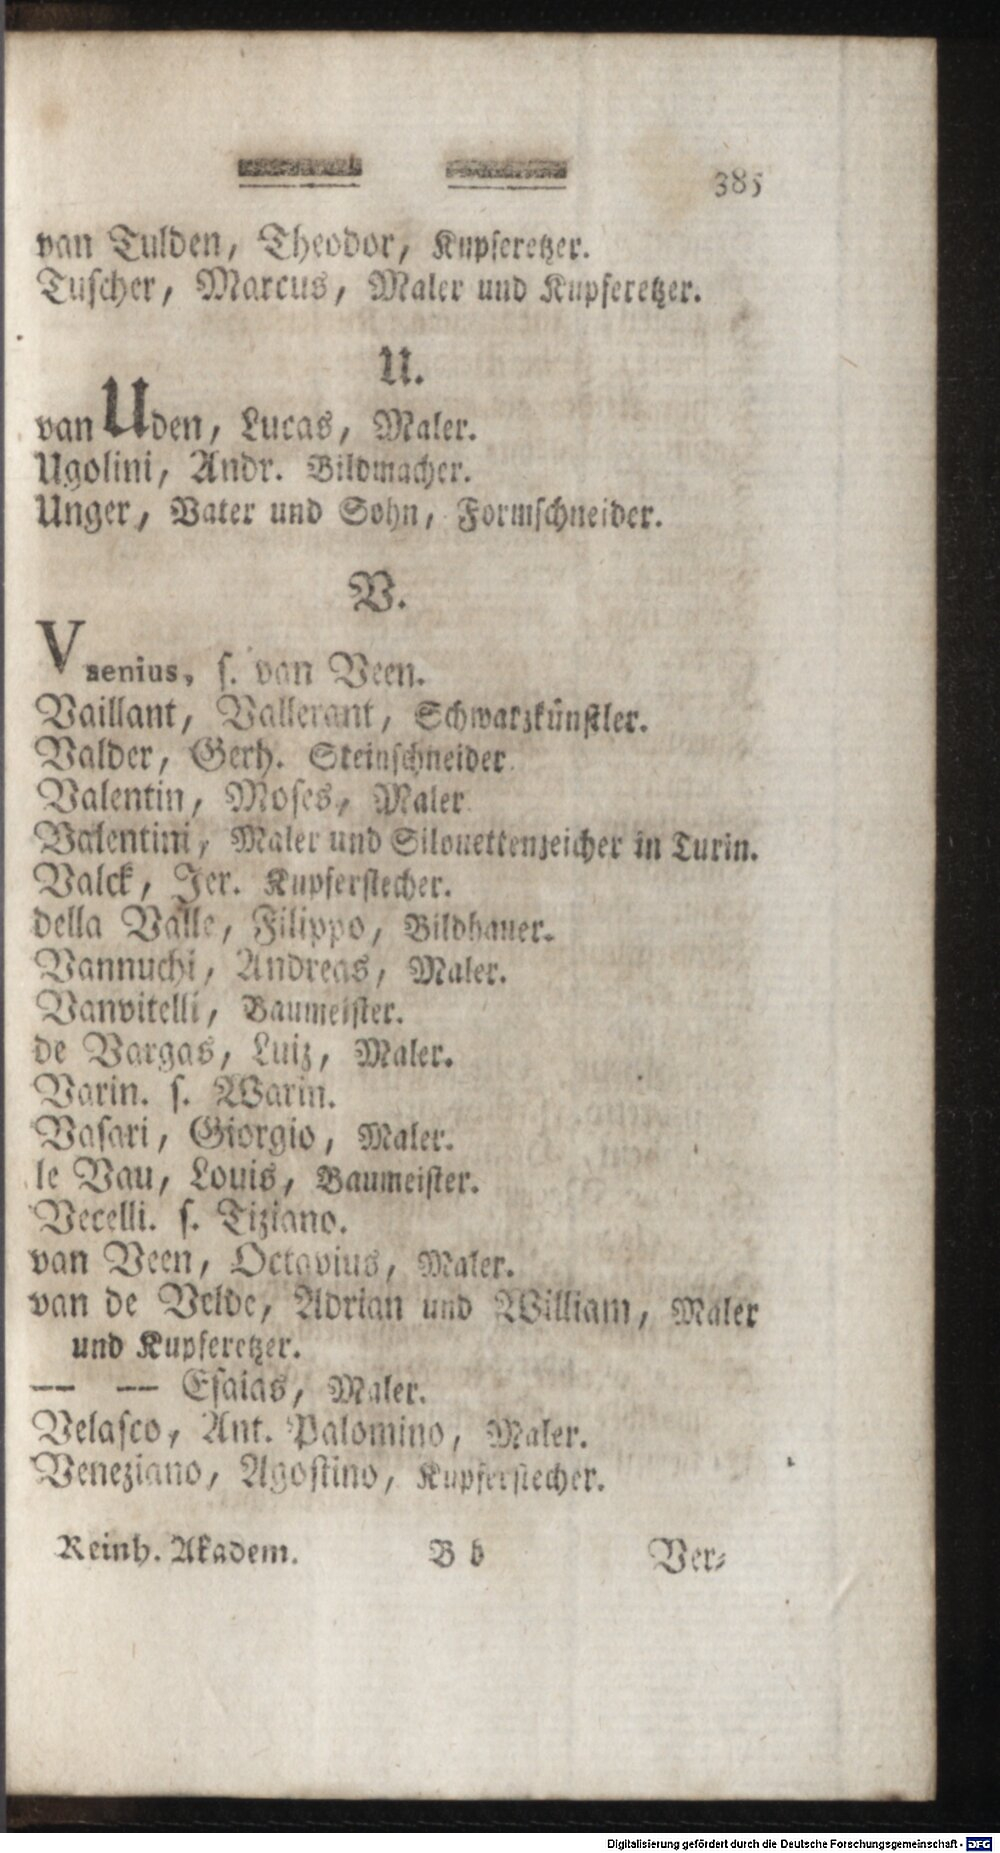 385
van Tulden, Theodor, Kupferetzer.
Tuscher, Marcus, Maler und Kupferetzer.
U.
van Uden, Lucas, Maler.
Ugolini, Andr. Bildmacher.
Unger, Vater und Sohn, Formschneider.
V.
Vaenius, s. van Veen.
Vaillant, Vallerant, Schwarzkünstler.
Valder, Gerh. Steinschneider
Valentin, Moses, Maler
Valentini, Maler und Silouettenzeicher in Turin.
Valck, Jer. Kupferstecher.
della Valle, Filippo, Bildhauer.
Vannuchi, Andreas, Maler.
Vanvitelli, Baumeister.
de Vargas, Luiz, Maler.
Varin. s. Warin.
Vasari, Giorgio, Maler.
le Vau, Louis, Baumeister.
Vecelli. s. Tiziano.
van Veen, Octavius, Maler.
van de Velde, Adrian und William, Maler
und Kupferetzer.
— — Esaias, Maler.
Velasco, Ant. Palomino, Maler.
Veneziano, Agostino, Kupferstecher.
Reinh. Akadem. B b Ver-
Digitalisierung gefördert durch die Deutsche Forschungsgemeinschaft - DFG